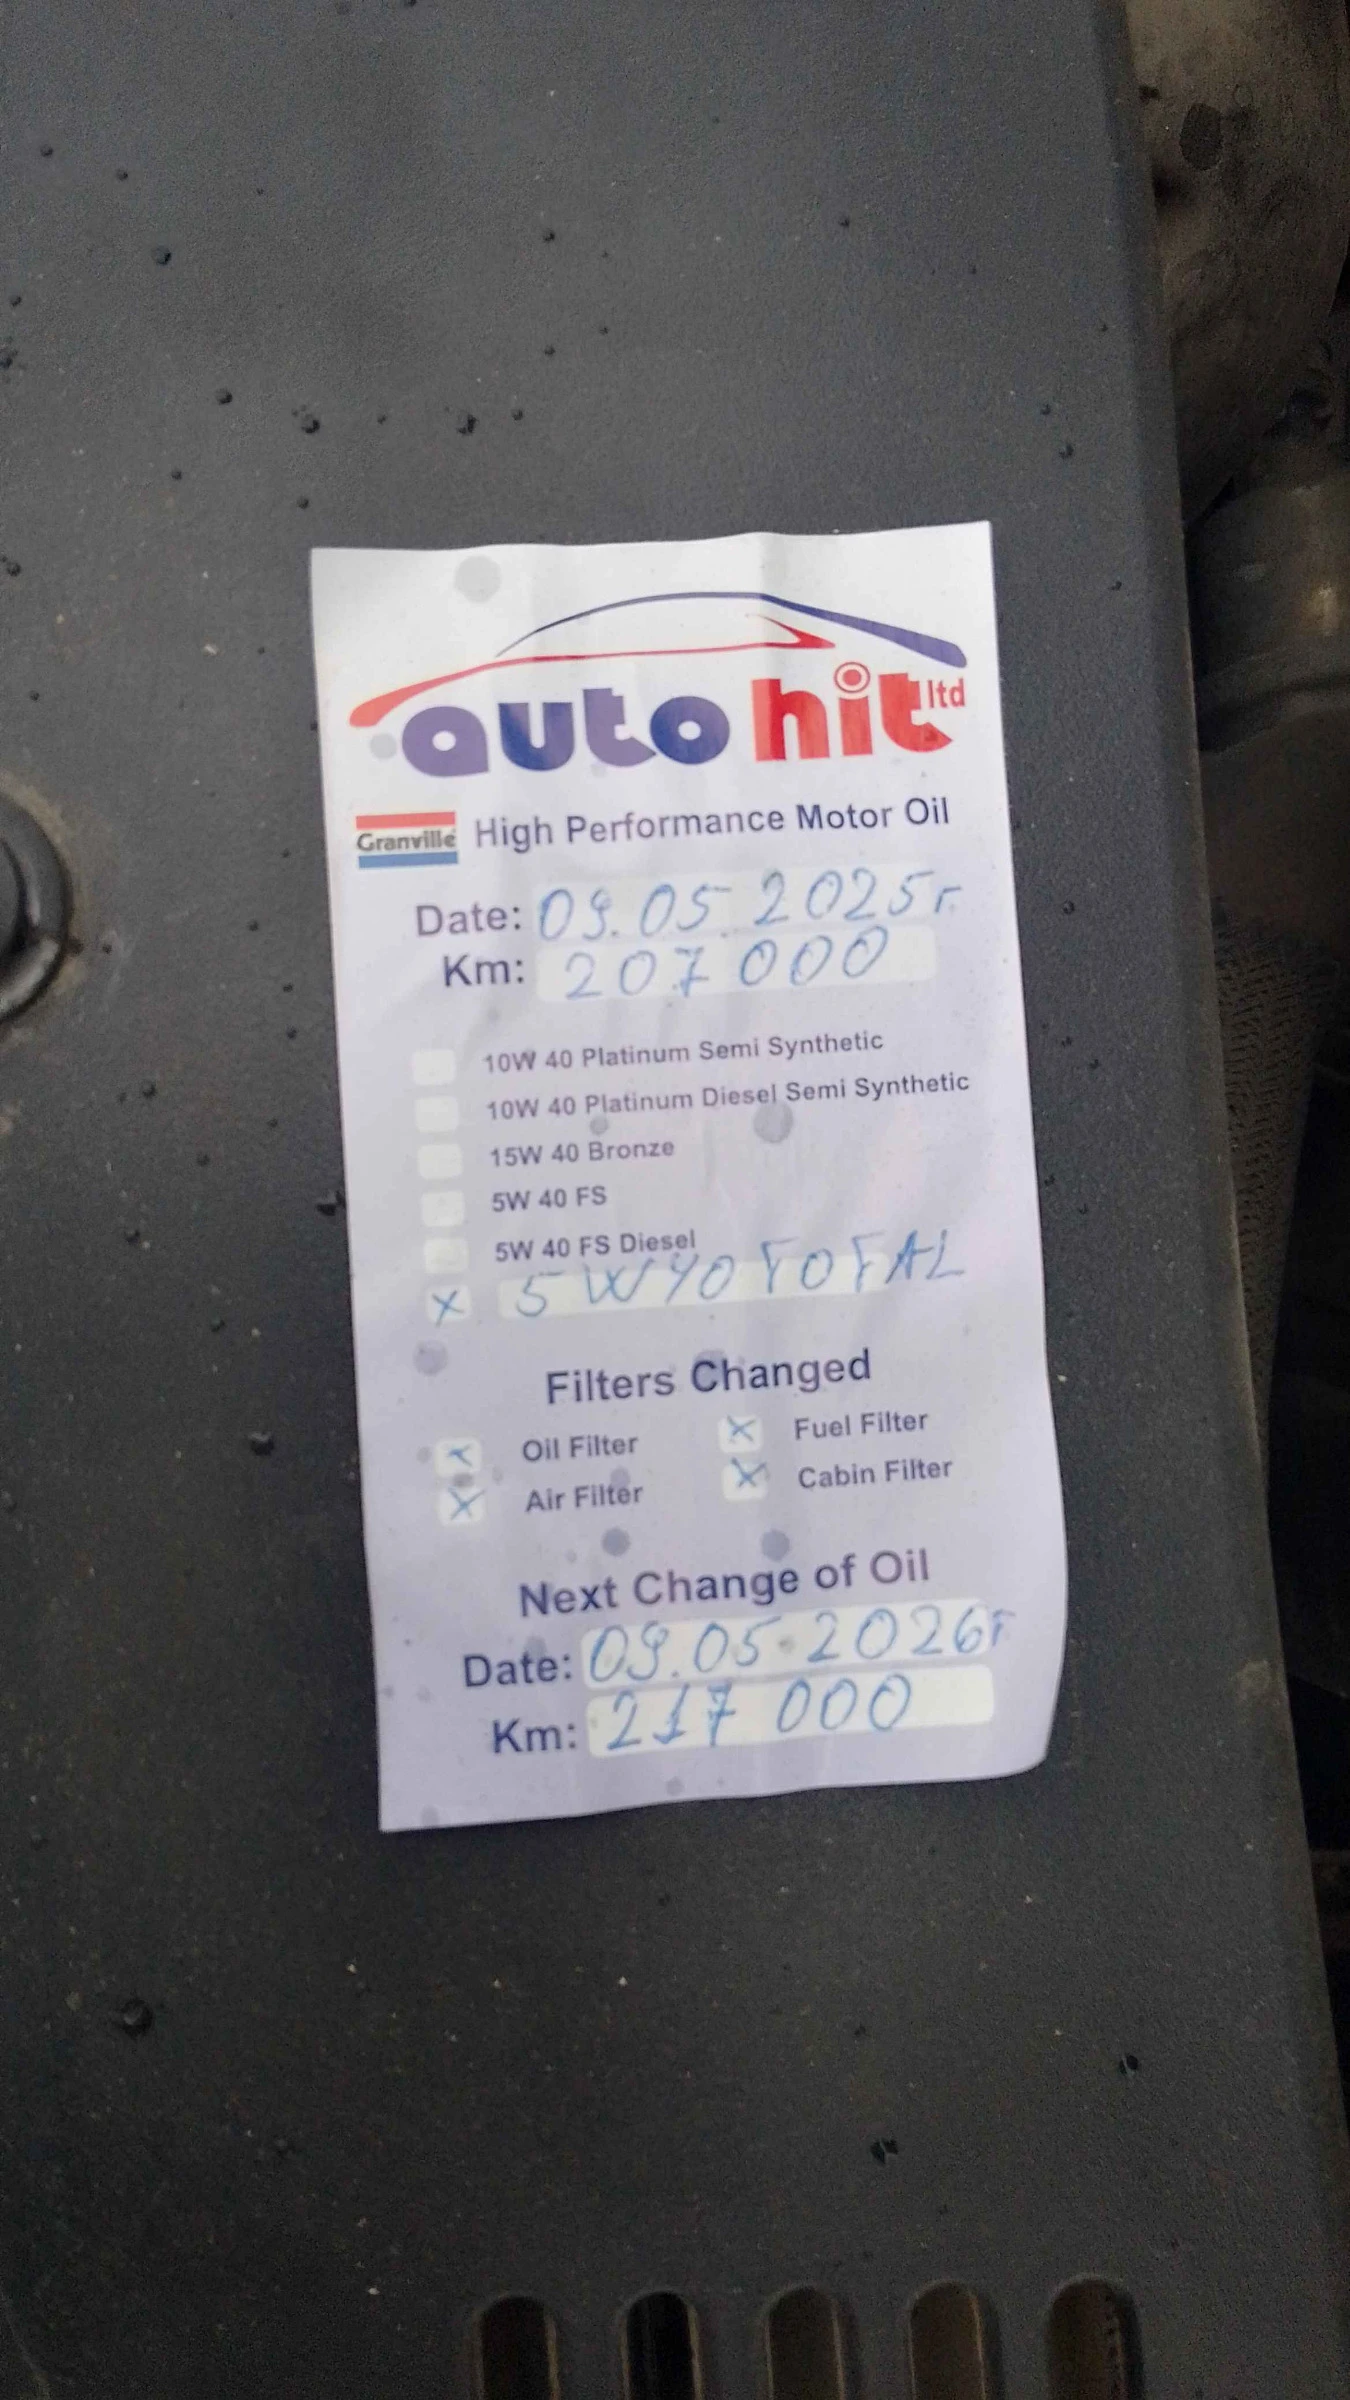 auto hit ltd
Granville High Performance Motor Oil
Date: 09.05.2025г.
Km: 207 000
10W 40 Platinum Semi Synthetic
10W 40 Platinum Diesel Semi Synthetic
15W 40 Bronze
5W 40 FS
5W 40 FS Diesel
x 5W40 TOTAL
Filters Changed
x Oil Filter x Fuel Filter
x Air Filter x Cabin Filter
Next Change of Oil
Date: 09.05.2026г
Km: 217 000